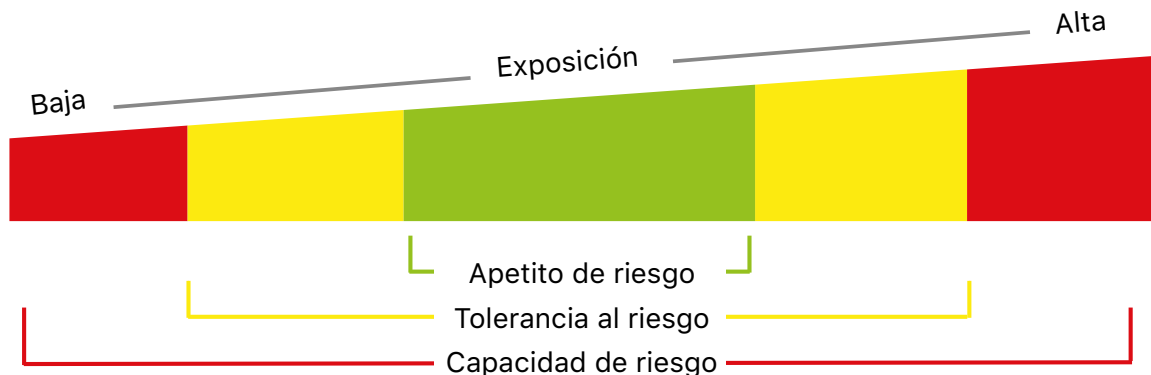 Baja
Exposición
Alta
Apetito de riesgo
Tolerancia al riesgo
Capacidad de riesgo